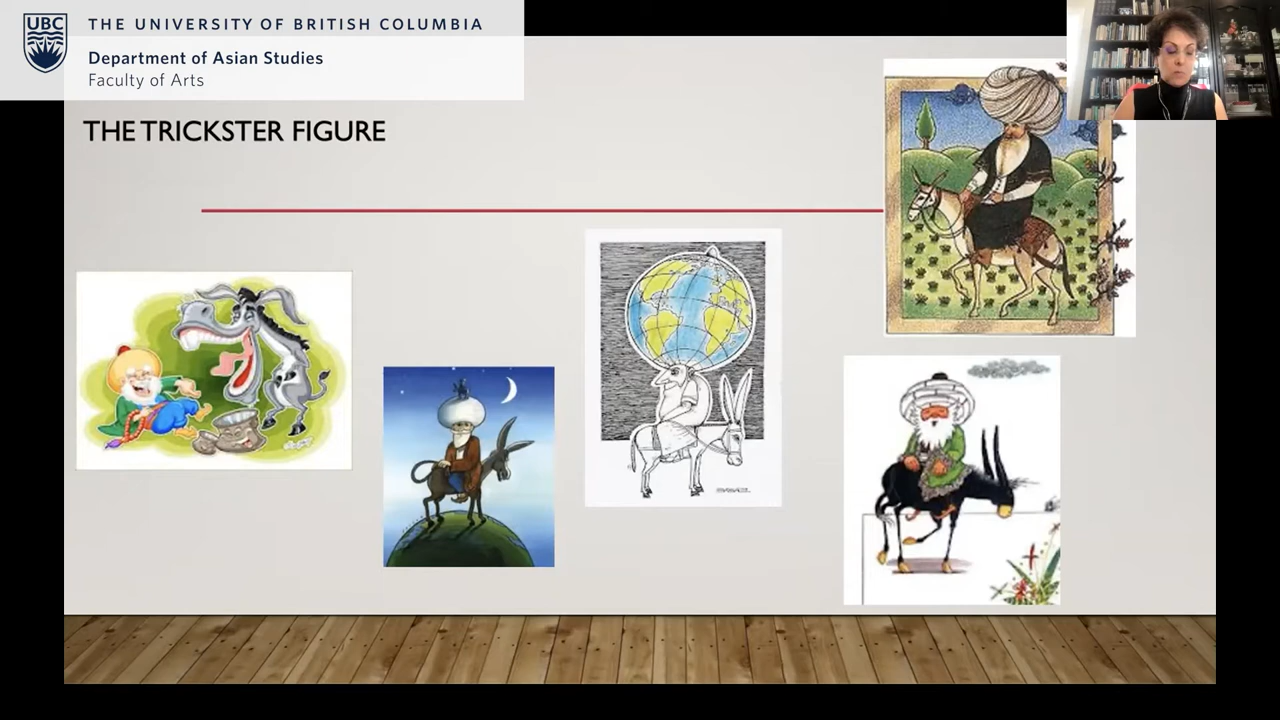 UBC
THE UNIVERSITY OF BRITISH COLUMBIA
Department of Asian Studies
Faculty of Arts
THE TRICKSTER FIGURE